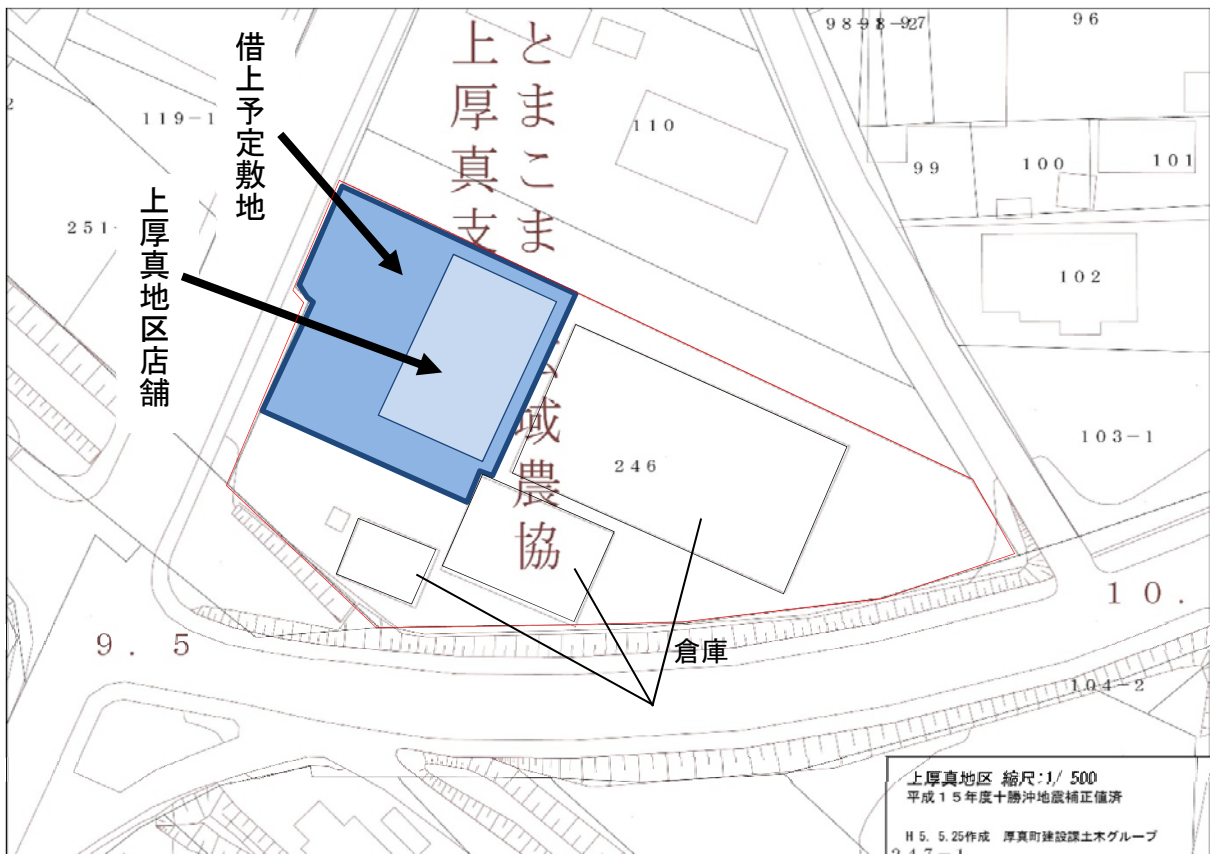 借上予定敷地
上厚真地区店舗
とまこま
域農協
上厚真支
倉庫
96
97
99
100
101
102
103-1
104-2
110
119-1
246
251
9.5
10.
上厚真地区 縮尺:1/ 500
平成15年度十勝沖地震補正値済
H 5. 5.25作成 厚真町建設課土木グループ